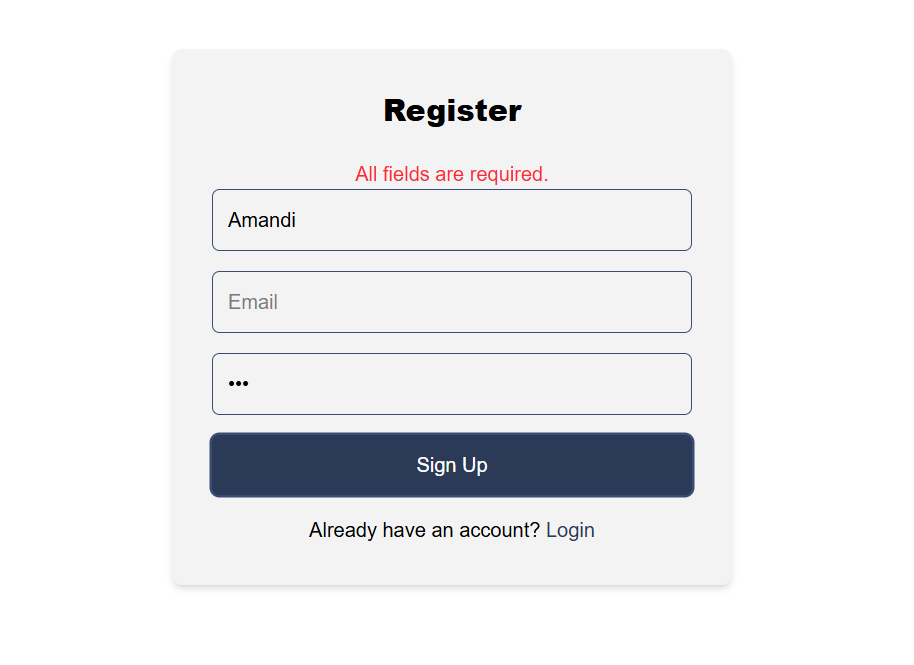 Register
All fields are required.
Amandi
Email
•••
Sign Up
Already have an account? Login